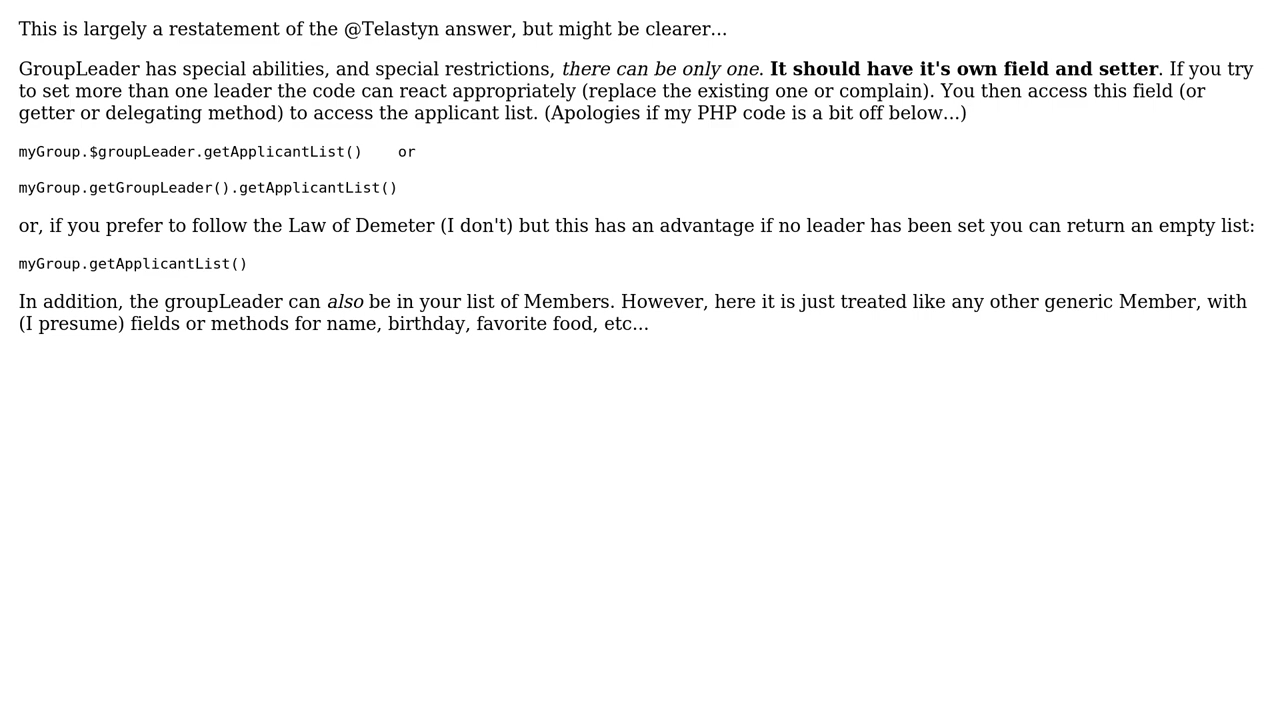 This is largely a restatement of the @Telastyn answer, but might be clearer...
GroupLeader has special abilities, and special restrictions, there can be only one. It should have it's own field and setter. If you try
to set more than one leader the code can react appropriately (replace the existing one or complain). You then access this field (or
getter or delegating method) to access the applicant list. (Apologies if my PHP code is a bit off below...)
myGroup.$groupLeader.getApplicantList()    or
myGroup.getGroupLeader().getApplicantList()
or, if you prefer to follow the Law of Demeter (I don't) but this has an advantage if no leader has been set you can return an empty list:
myGroup.getApplicantList()
In addition, the groupLeader can also be in your list of Members. However, here it is just treated like any other generic Member, with
(I presume) fields or methods for name, birthday, favorite food, etc...